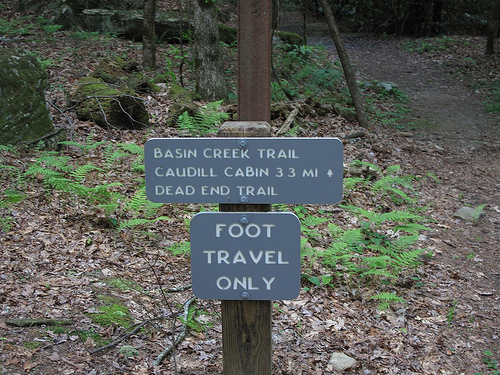 BASIN CREEK TRAIL
CAUDILL CABIN 3.3 MI ↑
DEAD END TRAIL
FOOT
TRAVEL
ONLY